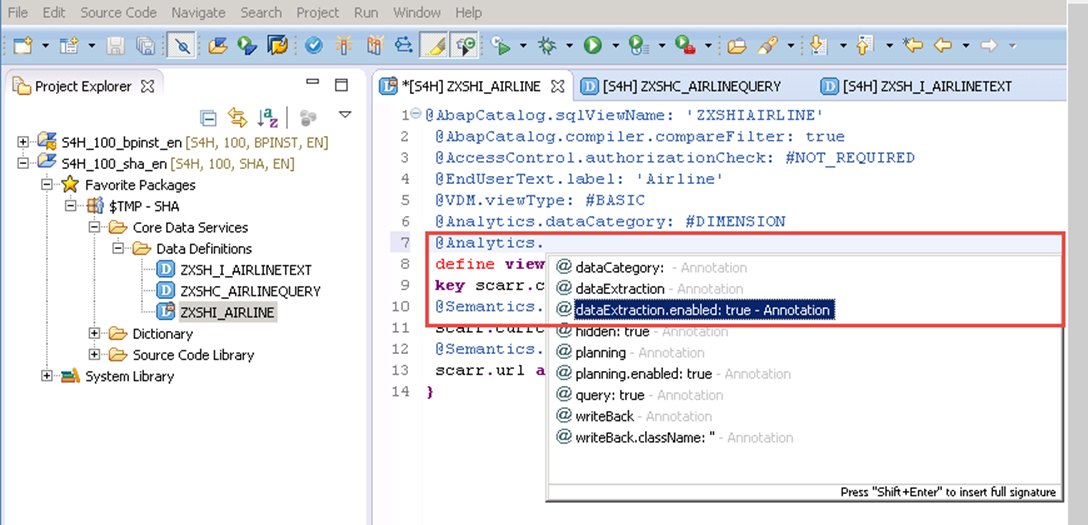 File Edit Source Code Navigate Search Project Run Window Help
Project Explorer
S4H_100_bpinst_en [S4H, 100, BPINST, EN]
S4H_100_sha_en [S4H, 100, SHA, EN]
Favorite Packages
$TMP - SHA
Core Data Services
Data Definitions
ZXSH_I_AIRLINETEXT
ZXSHC_AIRLINEQUERY
ZXSHI_AIRLINE
Dictionary
Source Code Library
System Library
*[S4H] ZXSHI_AIRLINE [S4H] ZXSHC_AIRLINEQUERY [S4H] ZXSH_I_AIRLINETEXT
1 @AbapCatalog.sqlViewName: 'ZXSHIAIRLINE'
2 @AbapCatalog.compiler.compareFilter: true
3 @AccessControl.authorizationCheck: #NOT_REQUIRED
4 @EndUserText.label: 'Airline'
5 @VDM.viewType: #BASIC
6 @Analytics.dataCategory: #DIMENSION
7 @Analytics.
8 define view
9 key scarr.c
10 @Semantics.
11 scarr.curr
12 @Semantics.
13 scarr.url a
14 }
@ dataCategory: - Annotation
@ dataExtraction - Annotation
@ dataExtraction.enabled: true - Annotation
@ hidden: true - Annotation
@ planning - Annotation
@ planning.enabled: true - Annotation
@ query: true - Annotation
@ writeBack - Annotation
@ writeBack.className: '' - Annotation
Press "Shift+Enter" to insert full signature